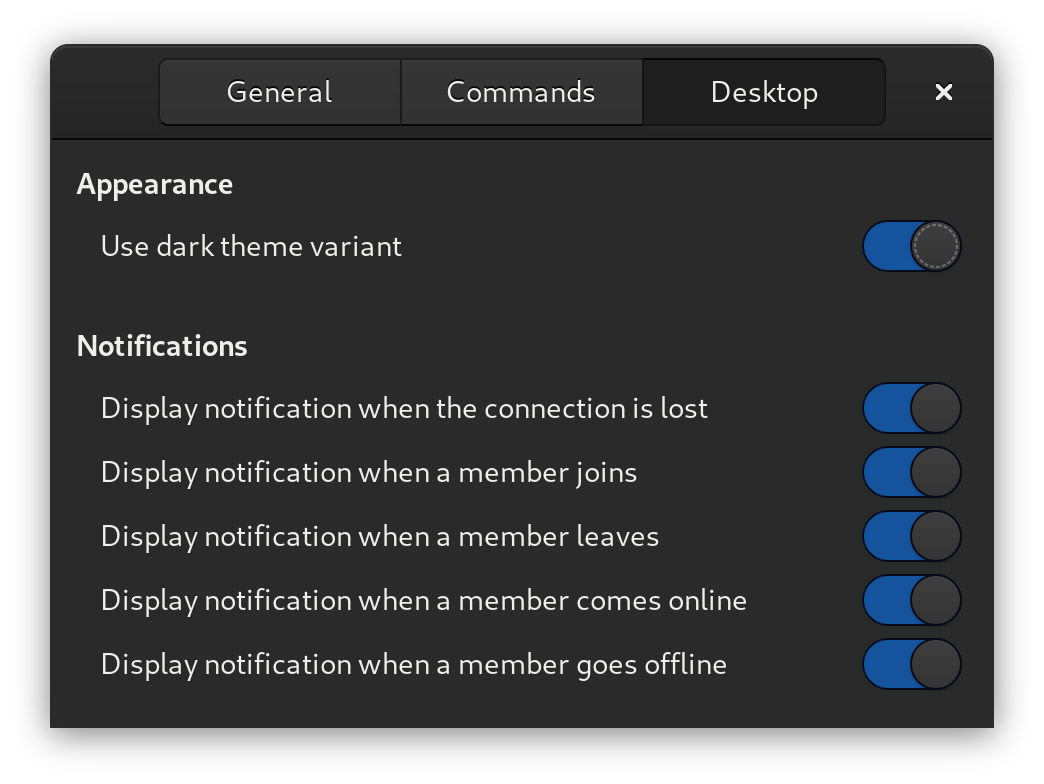 General Commands Desktop
Appearance
Use dark theme variant
Notifications
Display notification when the connection is lost
Display notification when a member joins
Display notification when a member leaves
Display notification when a member comes online
Display notification when a member goes offline